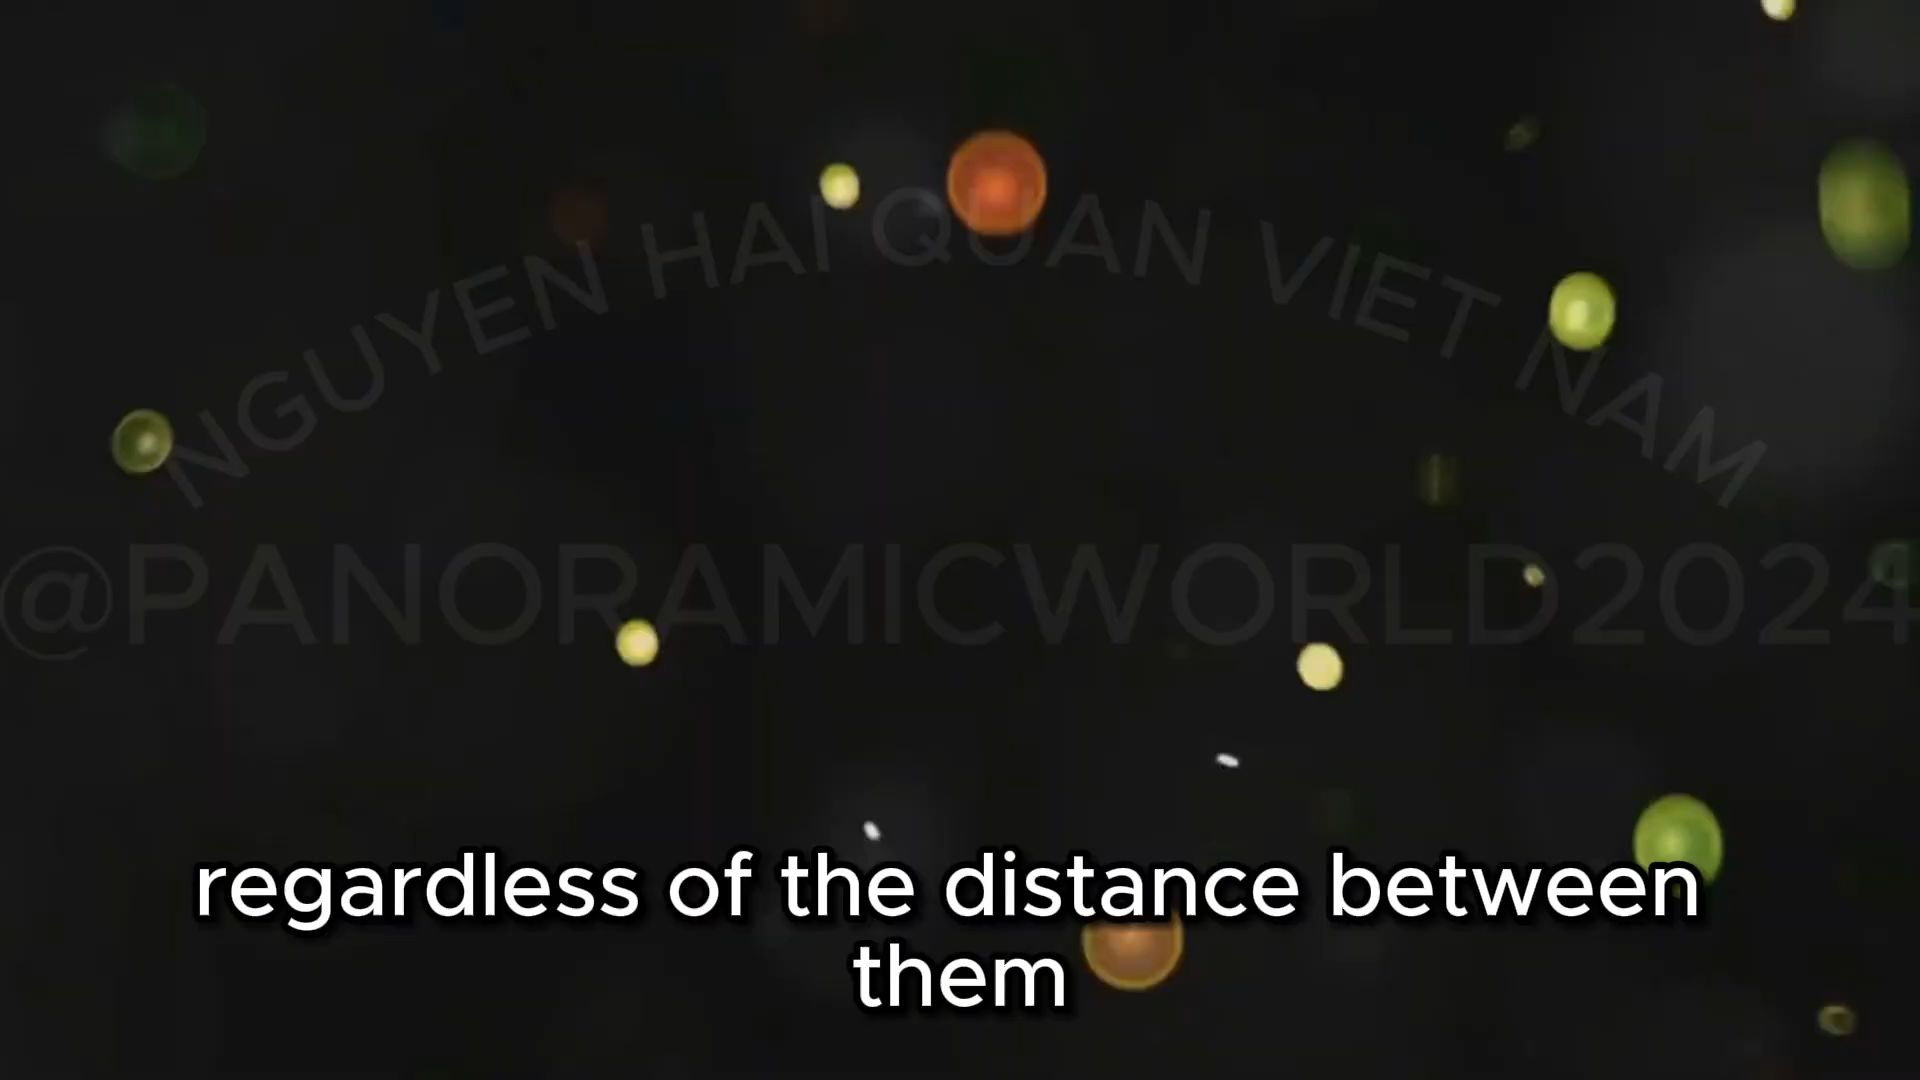 NGUYEN HAI QUAN VIET NAM
@PANORAMICWORLD2024
regardless of the distance between
them